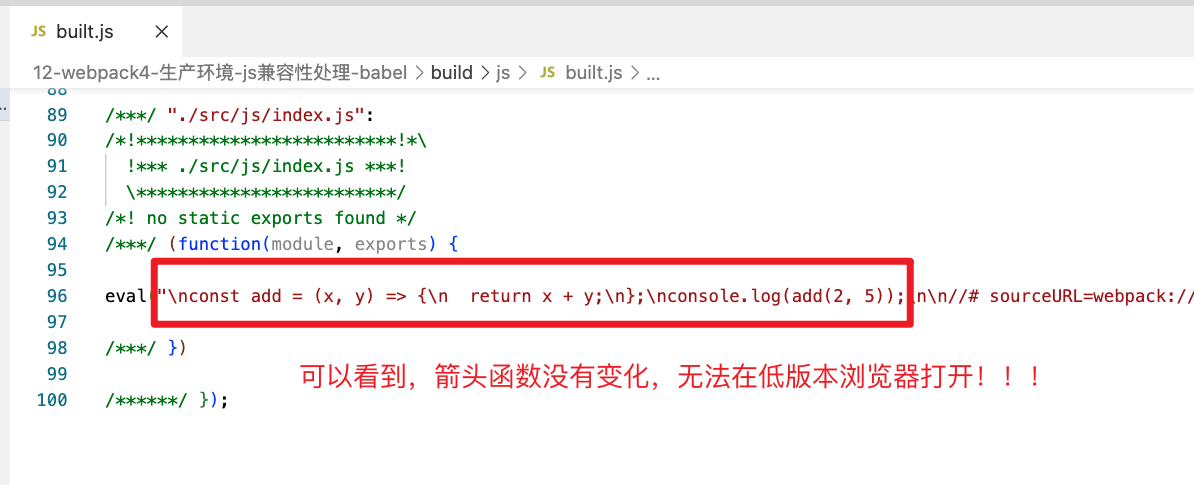 JS built.js ×
12-webpack4-生产环境-js兼容性处理-babel > build > js > JS built.js > ...
88
89 /***/ "./src/js/index.js":
90 /*!*************************!*\
91 !*** ./src/js/index.js ***!
92 \*************************/
93 /*! no static exports found */
94 /***/ (function(module, exports) {
95
96 eval("\nconst add = (x, y) => {\n  return x + y;\n};\nconsole.log(add(2, 5));\n\n//# sourceURL=webpack://
97
98 /***/ })
可以看到，箭头函数没有变化，无法在低版本浏览器打开！！！
99
100 /******/ });